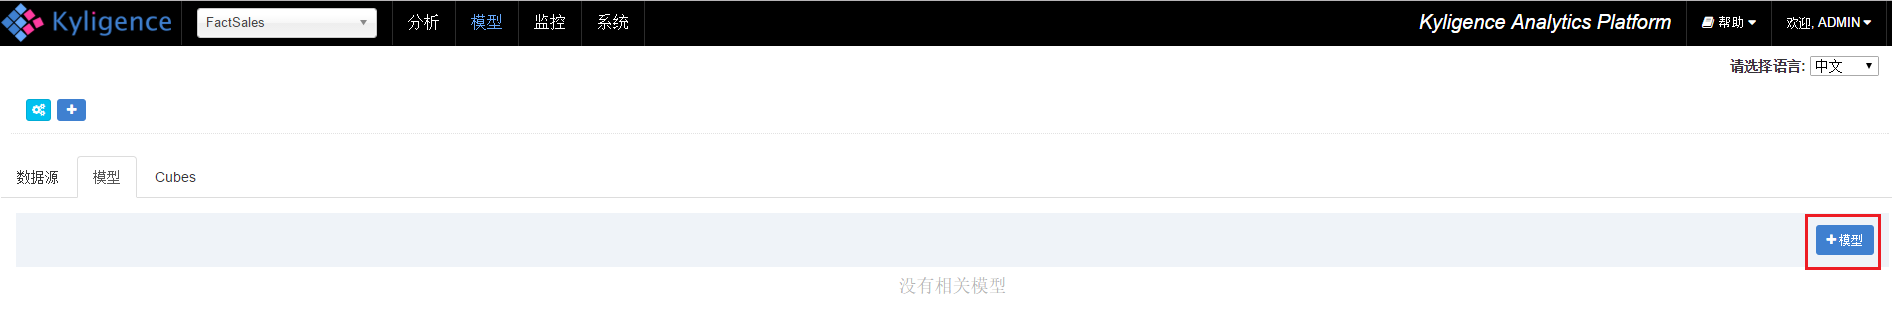 Kyligence FactSales 分析 模型 监控 系统 Kyligence Analytics Platform 帮助 欢迎, ADMIN
请选择语言: 中文
数据源 模型 Cubes
模型
没有相关模型